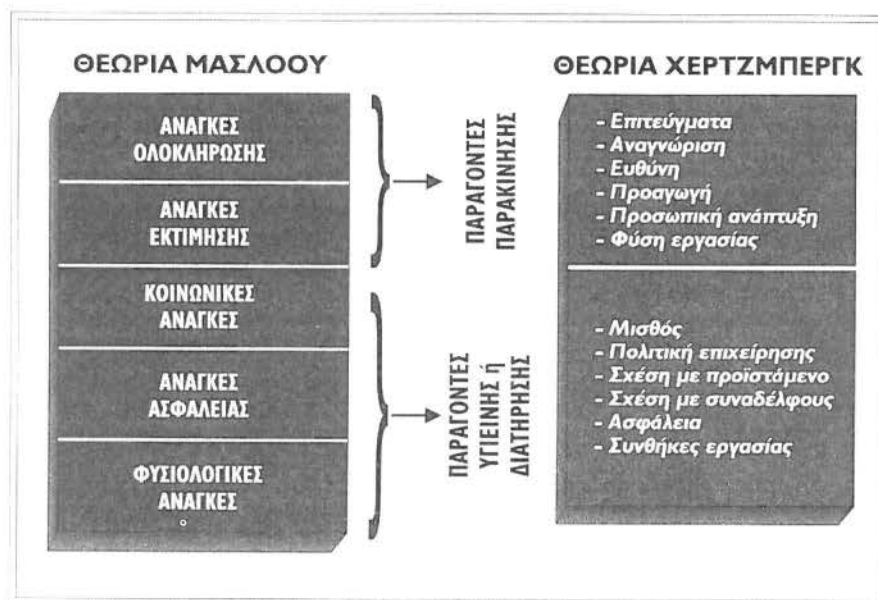 ΘΕΩΡΙΑ ΜΑΣΛΟΟΥ
ΑΝΑΓΚΕΣ
ΟΛΟΚΛΗΡΩΣΗΣ
ΑΝΑΓΚΕΣ
ΕΚΤΙΜΗΣΗΣ
ΚΟΙΝΩΝΙΚΕΣ
ΑΝΑΓΚΕΣ
ΑΝΑΓΚΕΣ
ΑΣΦΑΛΕΙΑΣ
ΦΥΣΙΟΛΟΓΙΚΕΣ
ΑΝΑΓΚΕΣ
ΠΑΡΑΓΟΝΤΕΣ
ΠΑΡΑΚΙΝΗΣΗΣ
ΠΑΡΑΓΟΝΤΕΣ
ΥΓΙΕΙΝΗΣ ή
ΔΙΑΤΗΡΗΣΗΣ
ΘΕΩΡΙΑ ΧΕΡΤΖΜΠΕΡΓΚ
- Επιτεύγματα
- Αναγνώριση
- Ευθύνη
- Προαγωγή
- Προσωπική ανάπτυξη
- Φύση εργασίας
- Μισθός
- Πολιτική επιχείρησης
- Σχέση με προϊστάμενο
- Σχέση με συναδέλφους
- Ασφάλεια
- Συνθήκες εργασίας